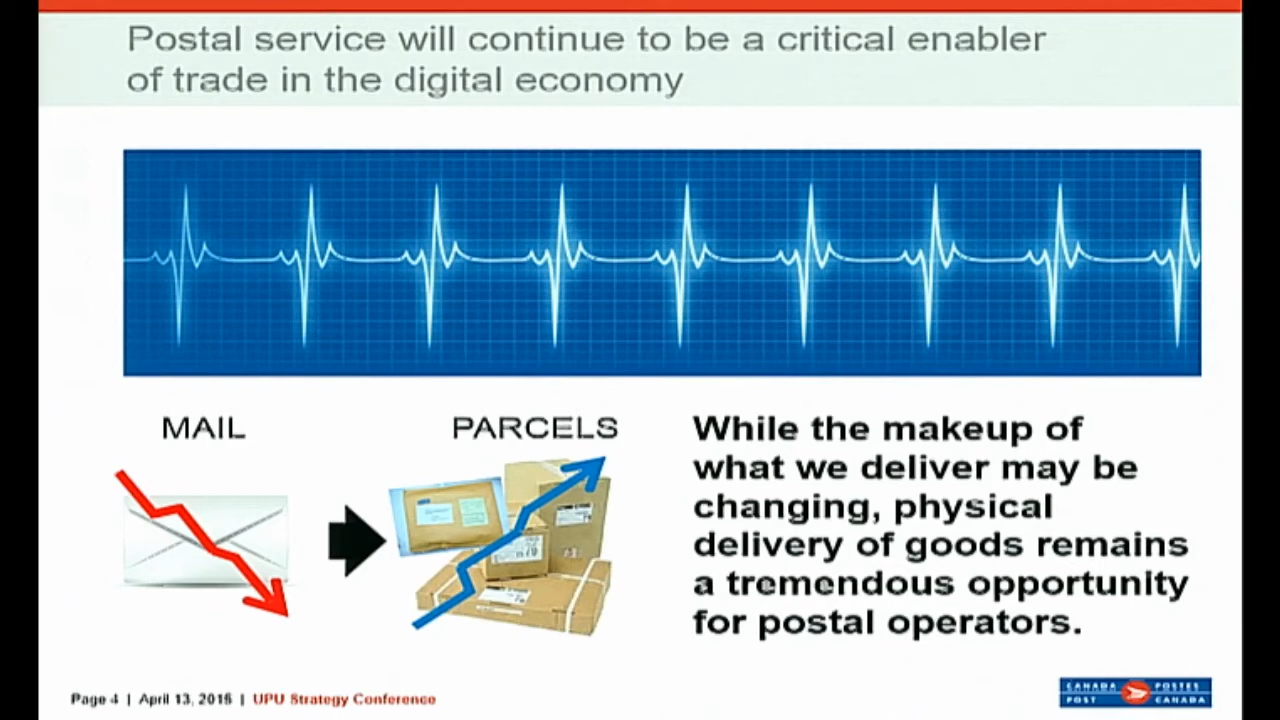 Postal service will continue to be a critical enabler
of trade in the digital economy
MAIL
PARCELS
While the makeup of
what we deliver may be
changing, physical
delivery of goods remains
a tremendous opportunity
for postal operators.
Page 4 | April 13, 2015 | UPU Strategy Conference
CANADA POSTES
POST CANADA